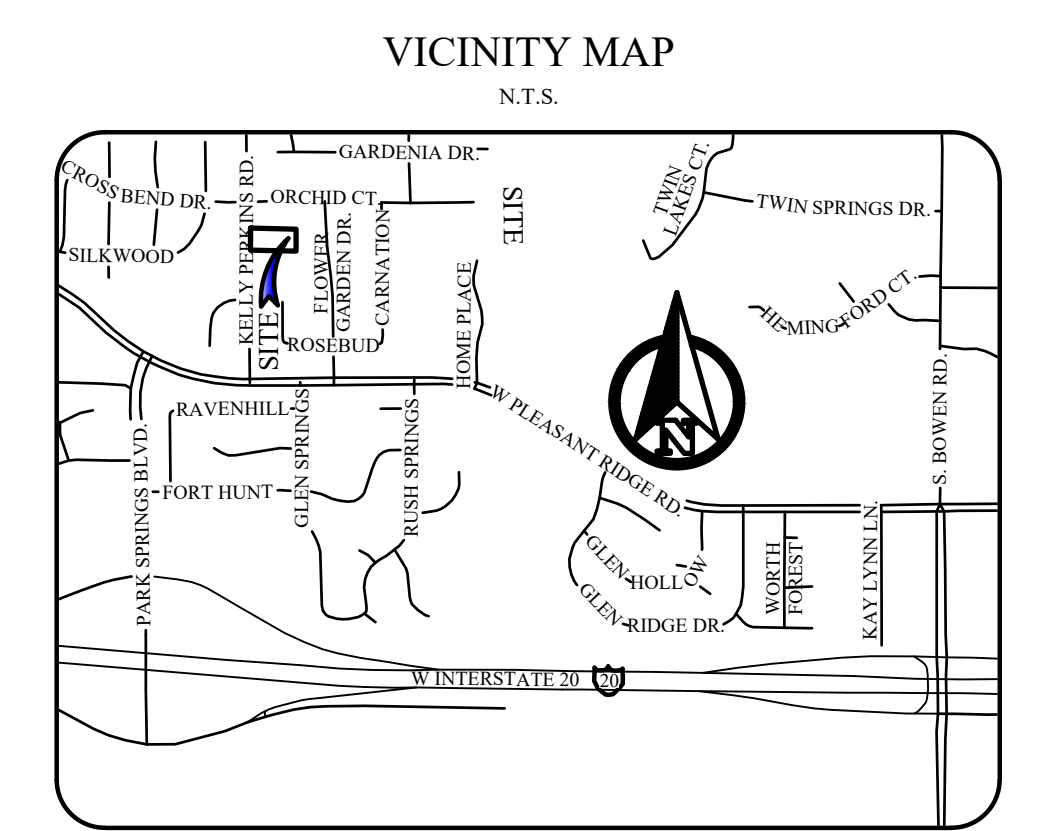 VICINITY MAP
N.T.S.
GARDENIA DR.
CROSS BEND DR.
ORCHID CT.
KELLY PERKINS RD.
SILKWOOD
FLOWER
GARDEN DR.
CARNATION
SITE
SITE
ROSEBUD
HOME PLACE
TWIN
LAKES CT.
TWIN SPRINGS DR.
HEMINGFORD CT.
S. BOWEN RD.
W PLEASANT RIDGE RD.
N
RAVENHILL
GLEN SPRINGS
RUSH SPRINGS
FORT HUNT
PARK SPRINGS BLVD.
GLEN HOLLOW
GLEN RIDGE DR.
WORTH
FOREST
KAY LYNN LN.
W INTERSTATE 20
20